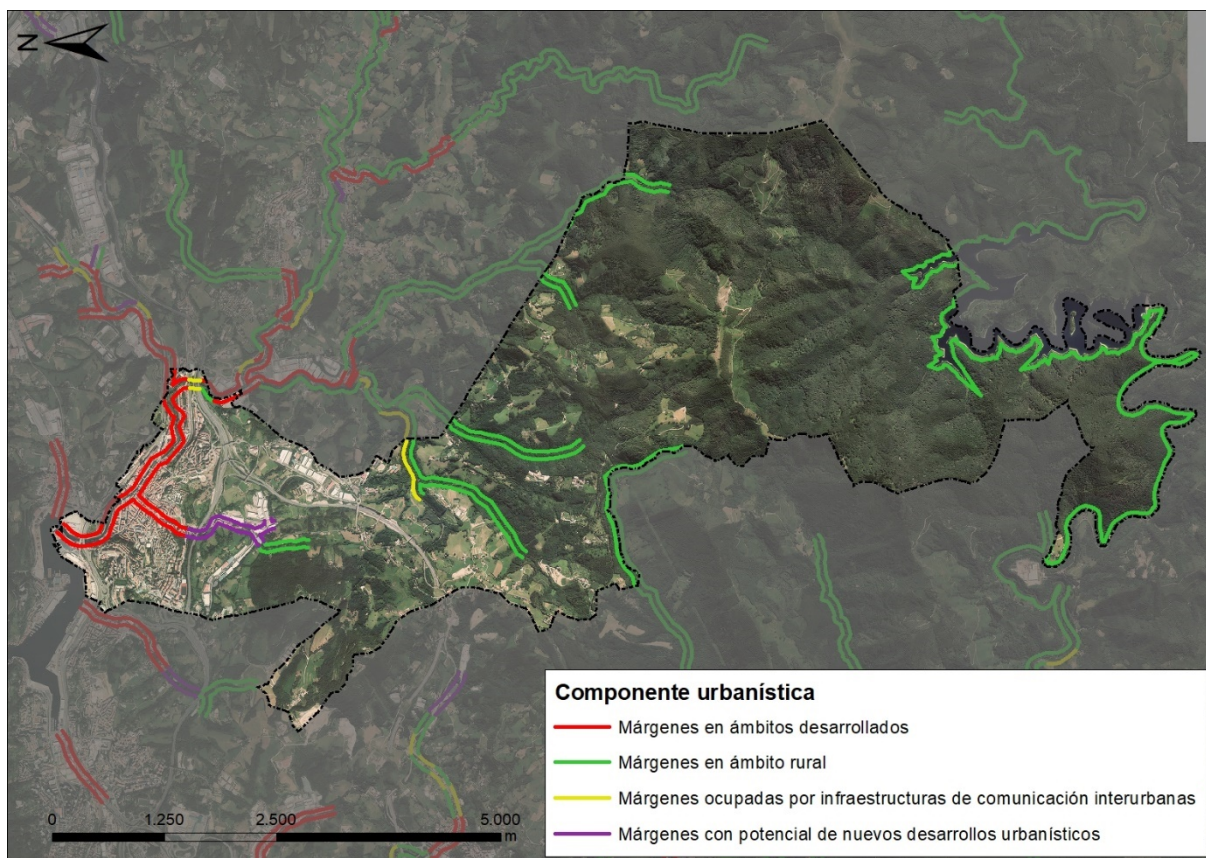 N
Componente urbanística
Márgenes en ámbitos desarrollados
Márgenes en ámbito rural
Márgenes ocupadas por infraestructuras de comunicación interurbanas
Márgenes con potencial de nuevos desarrollos urbanísticos
0 1.250 2.500 5.000
m